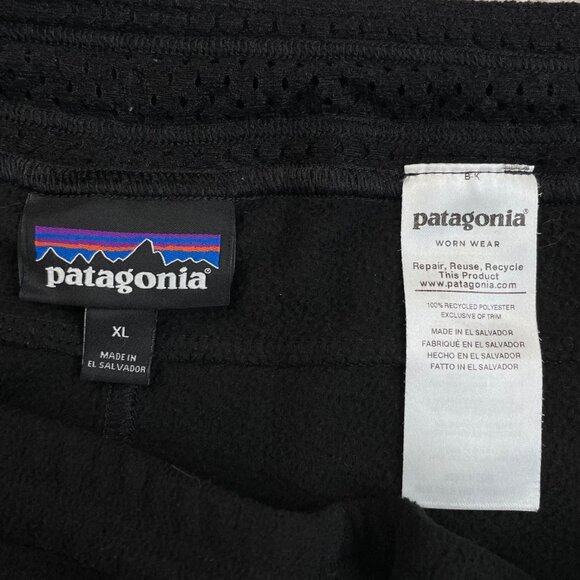 patagonia®
XL
MADE IN
EL SALVADOR
B-K
patagonia®
WORN WEAR
Repair, Reuse, Recycle
This Product
www.patagonia.com
100% RECYCLED POLYESTER
EXCLUSIVE OF TRIM
MADE IN EL SALVADOR
FABRIQUÉ EN EL SALVADOR
HECHO EN EL SALVADOR
FATTO IN EL SALVADOR